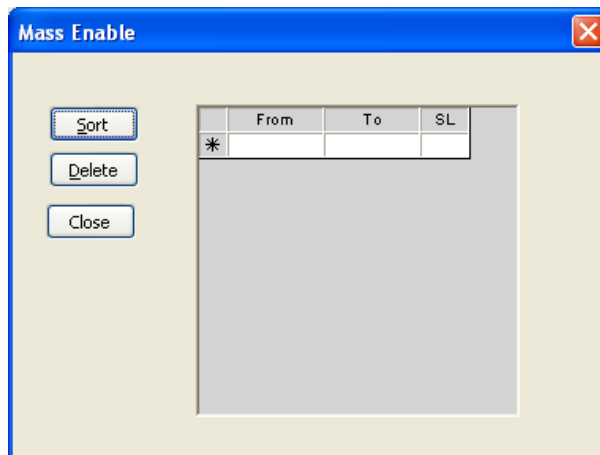 Mass Enable
Sort
Delete
Close
From To SL
*